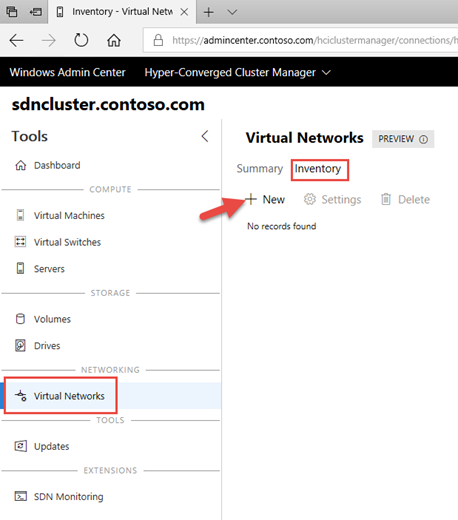 Inventory - Virtual Netw
https://admincenter.contoso.com/hciclustermanager/connections/h
Windows Admin Center Hyper-Converged Cluster Manager
sdncluster.contoso.com
Tools
Dashboard
COMPUTE
Virtual Machines
Virtual Switches
Servers
STORAGE
Volumes
Drives
NETWORKING
Virtual Networks
TOOLS
Updates
EXTENSIONS
SDN Monitoring
Virtual Networks PREVIEW
Summary Inventory
New Settings Delete
No records found